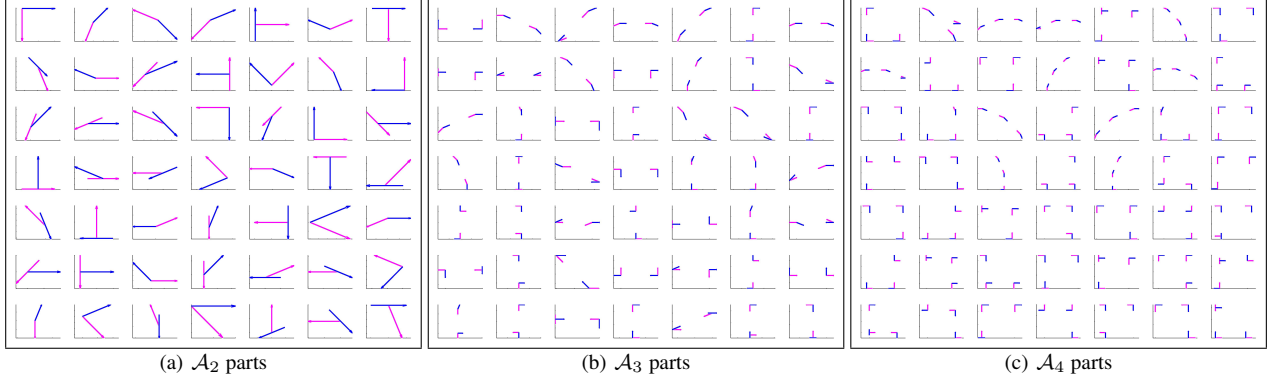 (a) 𝒜₂ parts
(b) 𝒜₃ parts
(c) 𝒜₄ parts